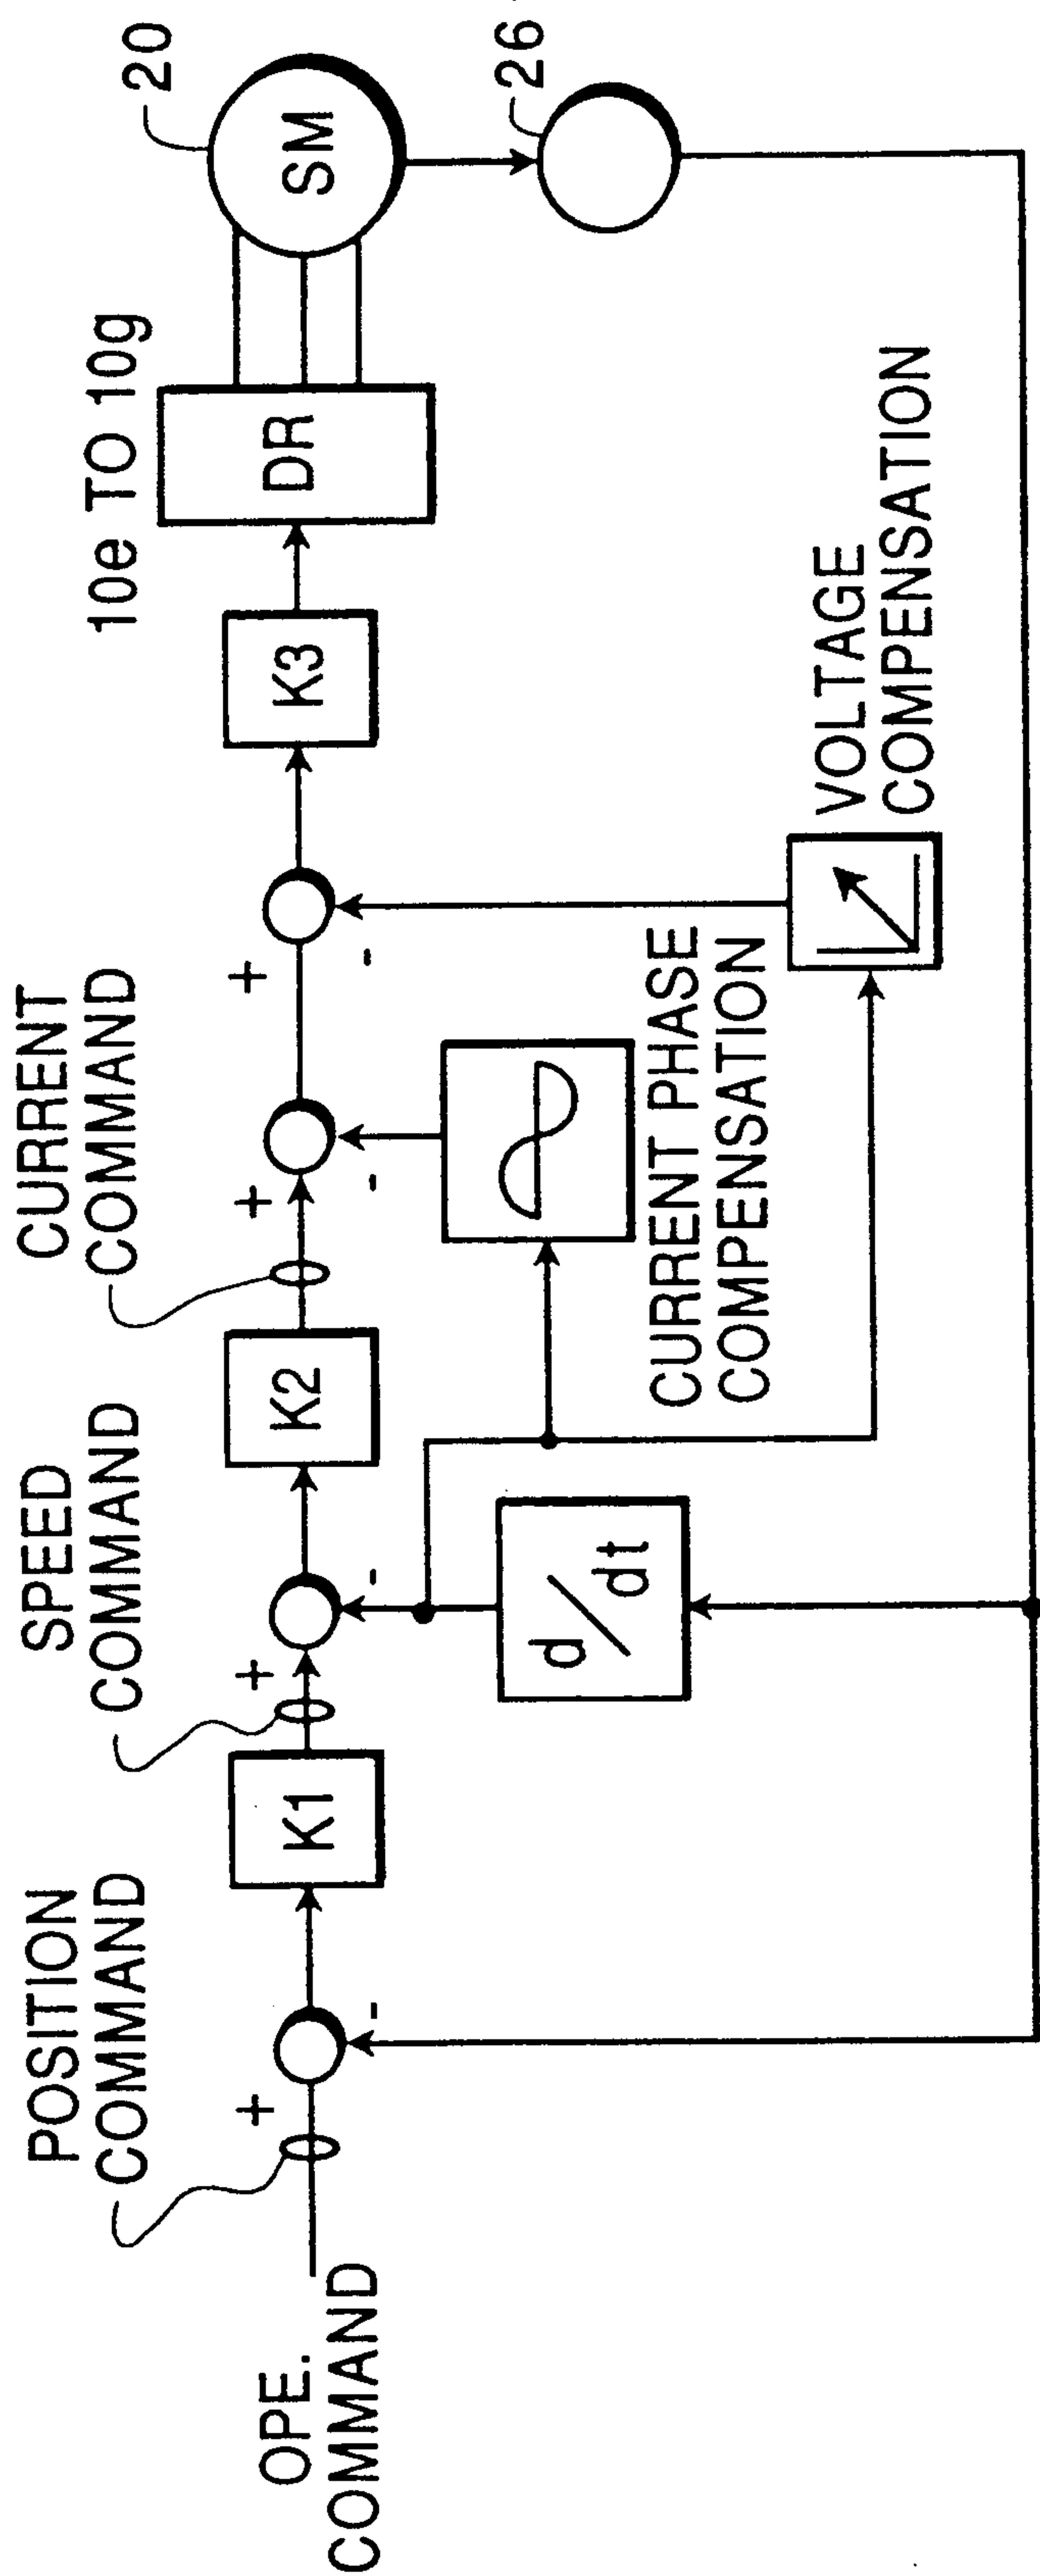 OPE.
COMMAND
POSITION
COMMAND
+
-
K1
SPEED
COMMAND
+
-
d/dt
K2
CURRENT
COMMAND
+
-
CURRENT PHASE
COMPENSATION
+
-
VOLTAGE
COMPENSATION
K3
10e TO 10g
DR
SM
20
26